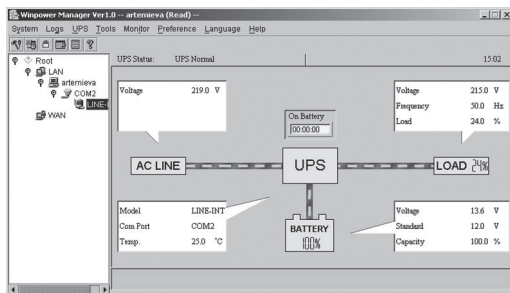 Winpower Manager Ver1.0 -- artemieva (Read) --
System Logs UPS Tools Monitor Preference Language Help
Root
LAN
artemieva
COM2
LINE-I
WAN
UPS Status: UPS Normal 15:02
Voltage 219.0 V
On Battery
00:00:00
Voltage 215.0 V
Frequency 50.0 Hz
Load 24.0 %
AC LINE
UPS
LOAD 24%
Model LINE-INT
Com Port COM2
Temp. 25.0 °C
BATTERY
100%
Voltage 13.6 V
Standard 12.0 V
Capacity 100.0 %